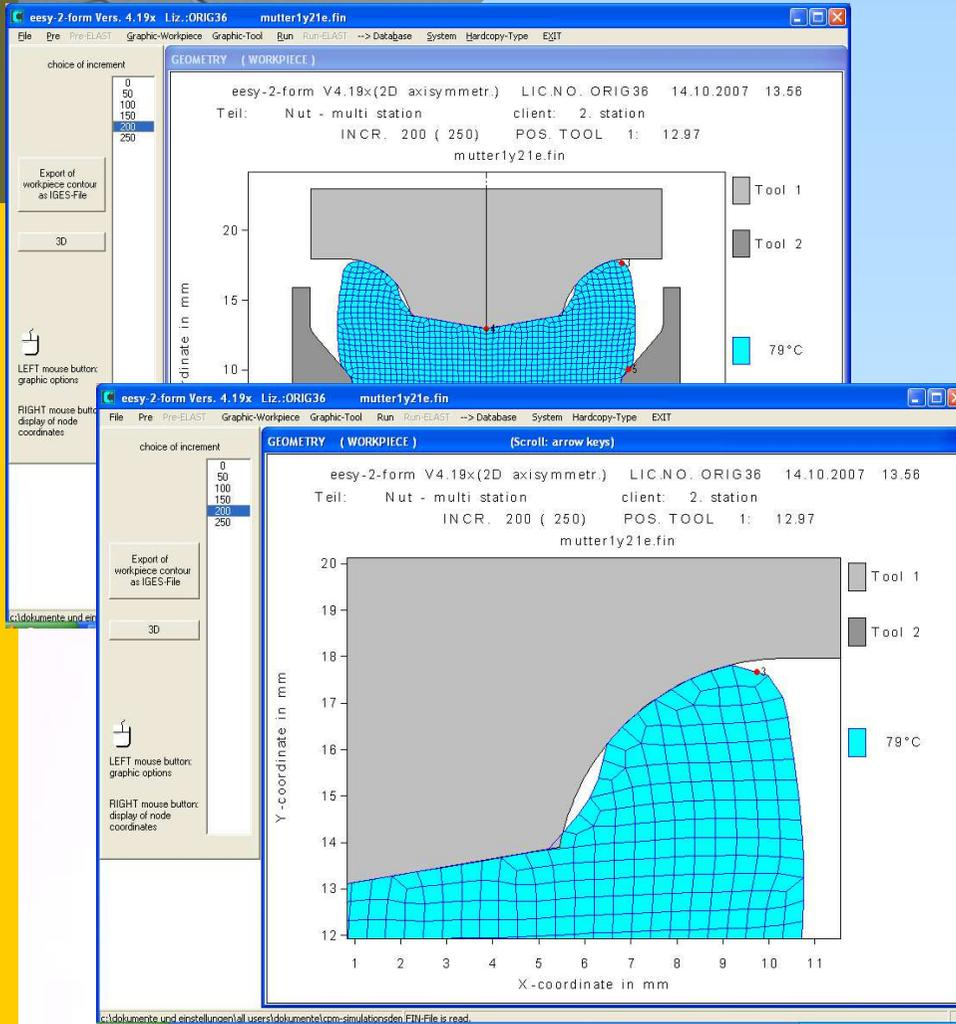 eesy-2-form Vers. 4.19x Liz.:ORIG36 mutter1y21e.fin
File Pre Pre-ELAST Graphic-Workpiece Graphic-Tool Run Run-ELAST --> Database System Hardcopy-Type EXIT
choice of increment
0
50
100
150
200
250
Export of
workpiece contour
as IGES-File
3D
LEFT mouse button:
graphic options
RIGHT mouse butto
display of node
coordinates
c:\dokumente und ein
GEOMETRY ( WORKPIECE )
eesy-2-form V4.19x(2D axisymmetr.) LIC.NO. ORIG36 14.10.2007 13.56
Teil: Nut - multi station client: 2. station
INCR. 200 ( 250) POS. TOOL 1: 12.97
mutter1y21e.fin
20
15
10
dinate in mm
Tool 1
Tool 2
79°C
5
eesy-2-form Vers. 4.19x Liz.:ORIG36 mutter1y21e.fin
File Pre Pre-ELAST Graphic-Workpiece Graphic-Tool Run Run-ELAST --> Database System Hardcopy-Type EXIT
choice of increment
0
50
100
150
200
250
Export of
workpiece contour
as IGES-File
3D
LEFT mouse button:
graphic options
RIGHT mouse button:
display of node
coordinates
GEOMETRY ( WORKPIECE ) (Scroll: arrow keys)
eesy-2-form V4.19x(2D axisymmetr.) LIC.NO. ORIG36 14.10.2007 13.56
Teil: Nut - multi station client: 2. station
INCR. 200 ( 250) POS. TOOL 1: 12.97
mutter1y21e.fin
20
19
18
17
16
15
14
13
12
Y-coordinate in mm
3
Tool 1
Tool 2
79°C
1 2 3 4 5 6 7 8 9 10 11
X-coordinate in mm
c:\dokumente und einstellungen\all users\dokumente\cpm-simulationsden FIN-File is read.